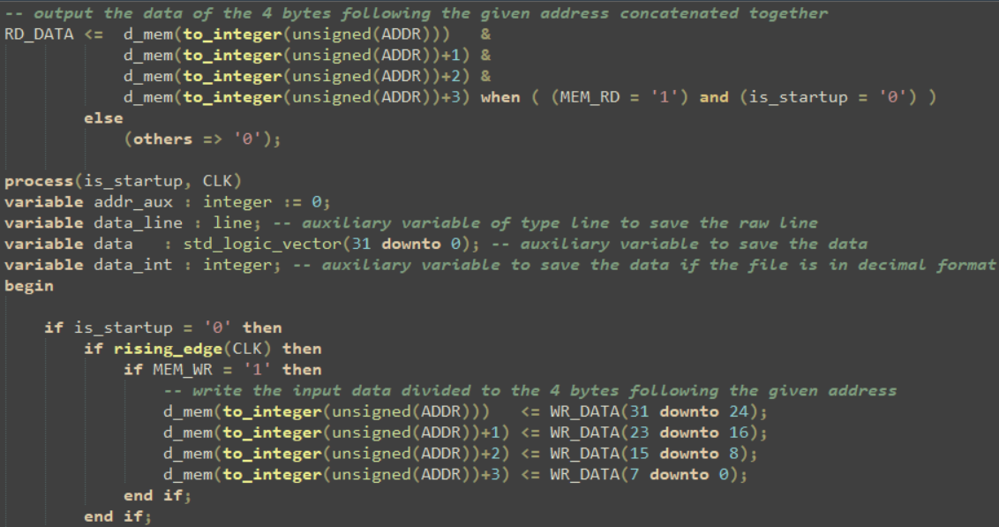 -- output the data of the 4 bytes following the given address concatenated together
RD_DATA <=  d_mem(to_integer(unsigned(ADDR)))   &
            d_mem(to_integer(unsigned(ADDR))+1) &
            d_mem(to_integer(unsigned(ADDR))+2) &
            d_mem(to_integer(unsigned(ADDR))+3) when ( (MEM_RD = '1') and (is_startup = '0') )
        else
            (others => '0');

process(is_startup, CLK)
variable addr_aux : integer := 0;
variable data_line : line; -- auxiliary variable of type line to save the raw line
variable data   : std_logic_vector(31 downto 0); -- auxiliary variable to save the data
variable data_int : integer; -- auxiliary variable to save the data if the file is in decimal format
begin

    if is_startup = '0' then
        if rising_edge(CLK) then
            if MEM_WR = '1' then
                -- write the input data divided to the 4 bytes following the given address
                d_mem(to_integer(unsigned(ADDR)))   <= WR_DATA(31 downto 24);
                d_mem(to_integer(unsigned(ADDR))+1) <= WR_DATA(23 downto 16);
                d_mem(to_integer(unsigned(ADDR))+2) <= WR_DATA(15 downto 8);
                d_mem(to_integer(unsigned(ADDR))+3) <= WR_DATA(7 downto 0);
            end if;
        end if;